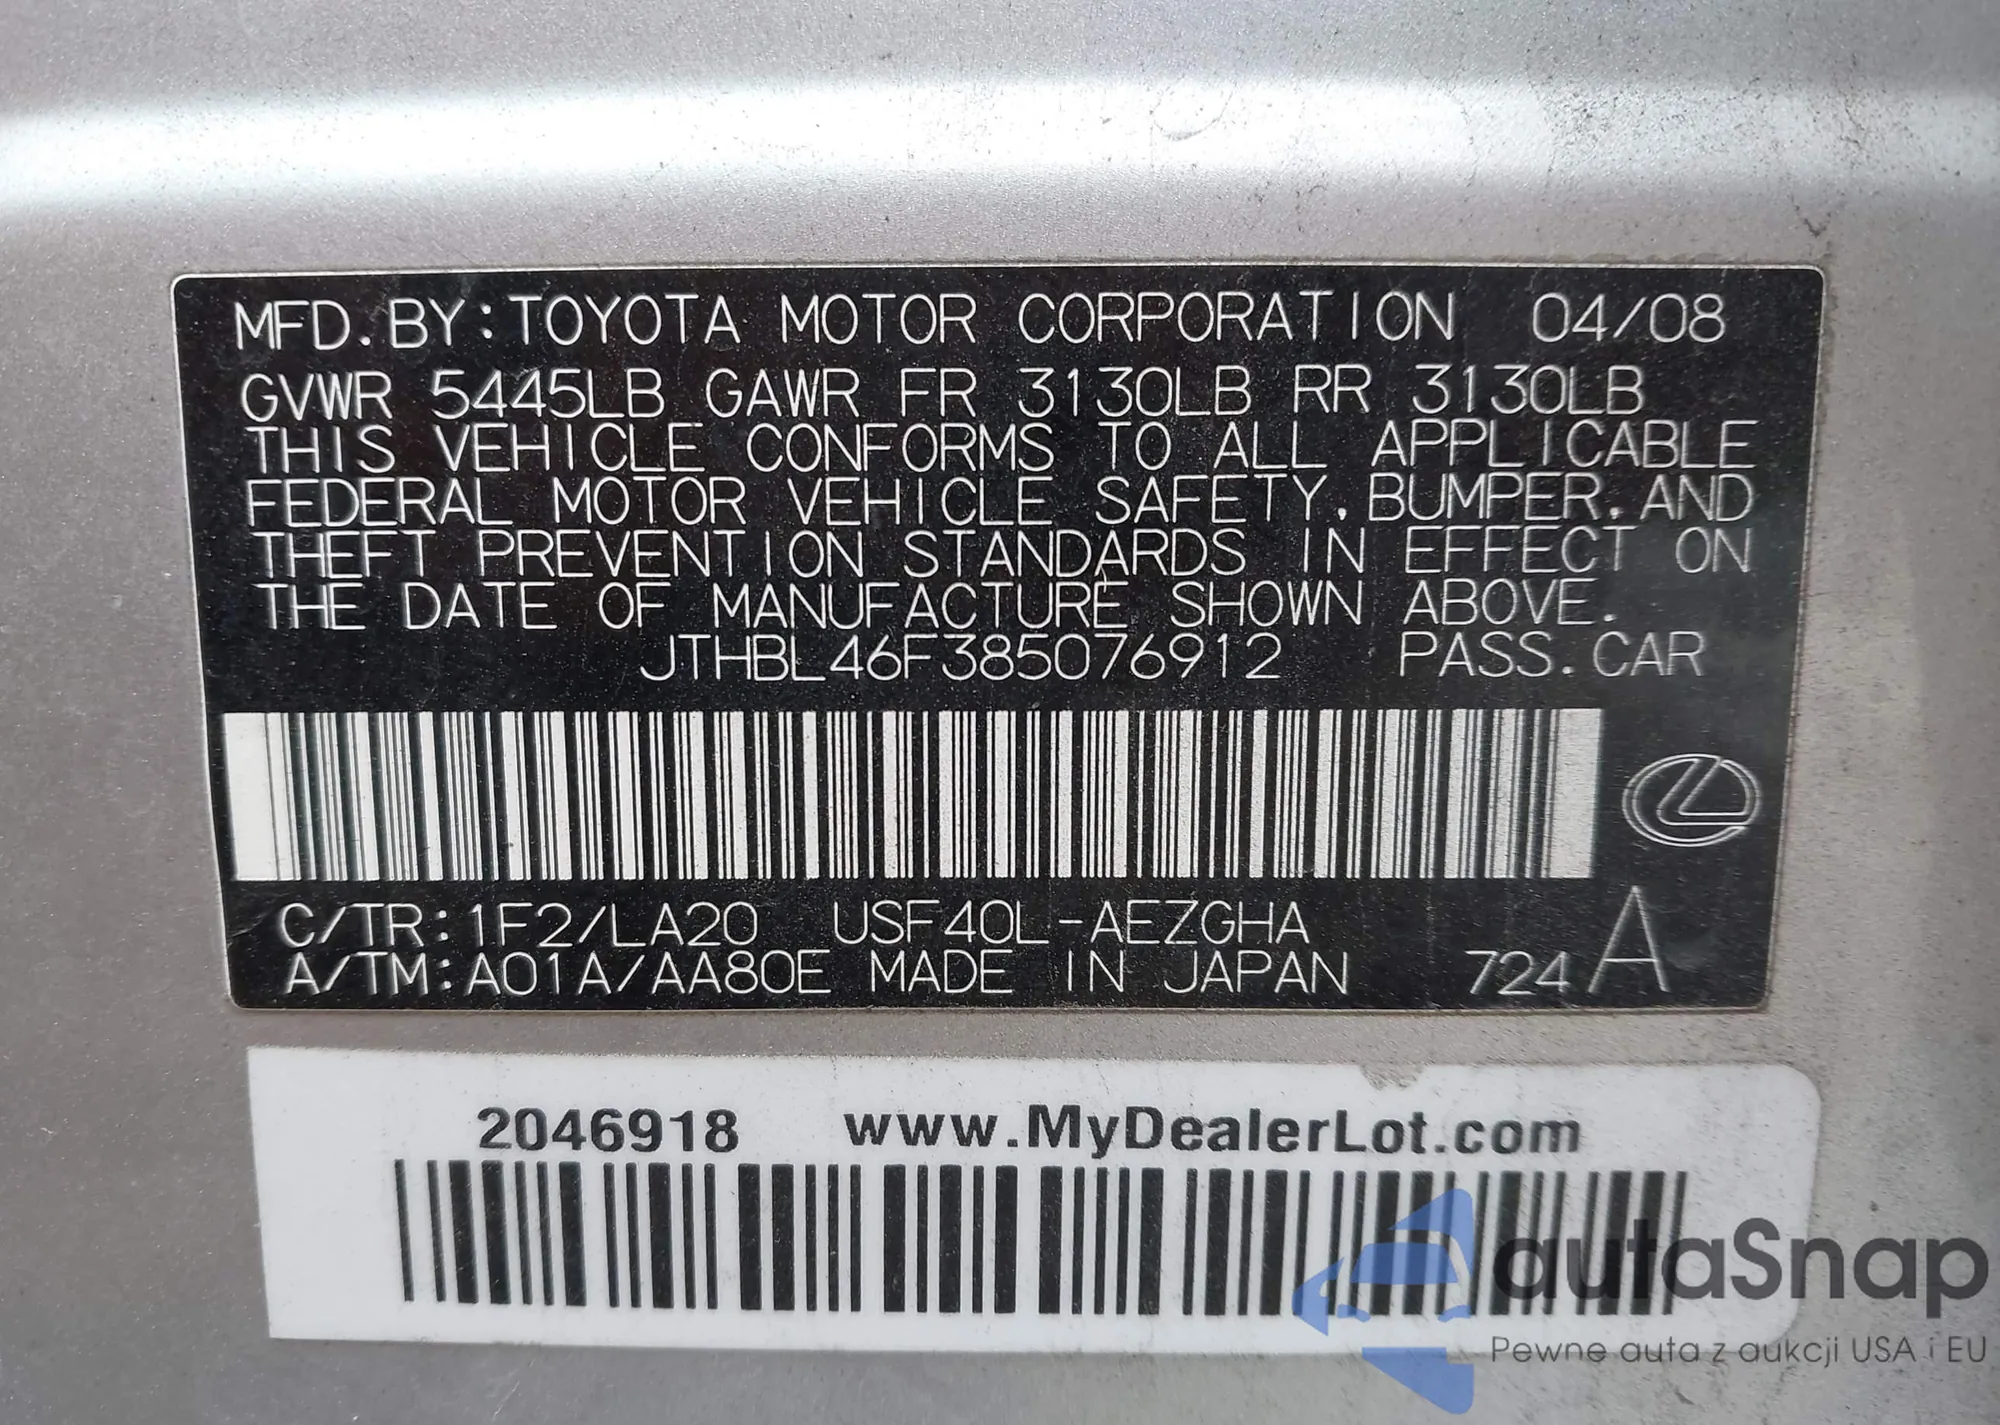 MFD. BY: TOYOTA MOTOR CORPORATION 04/08
GVWR 5445LB GAWR FR 3130LB RR 3130LB
THIS VEHICLE CONFORMS TO ALL APPLICABLE
FEDERAL MOTOR VEHICLE SAFETY, BUMPER, AND
THEFT PREVENTION STANDARDS IN EFFECT ON
THE DATE OF MANUFACTURE SHOWN ABOVE.
JTHBL46F385076912 PASS. CAR
C/TR: 1F2/LA20 USF40L-AEZGHA
A/TM: A01A/AA80E MADE IN JAPAN 724A
2046918 www.MyDealerLot.com
autaSnap
Pewne auta z aukcji USA i EU